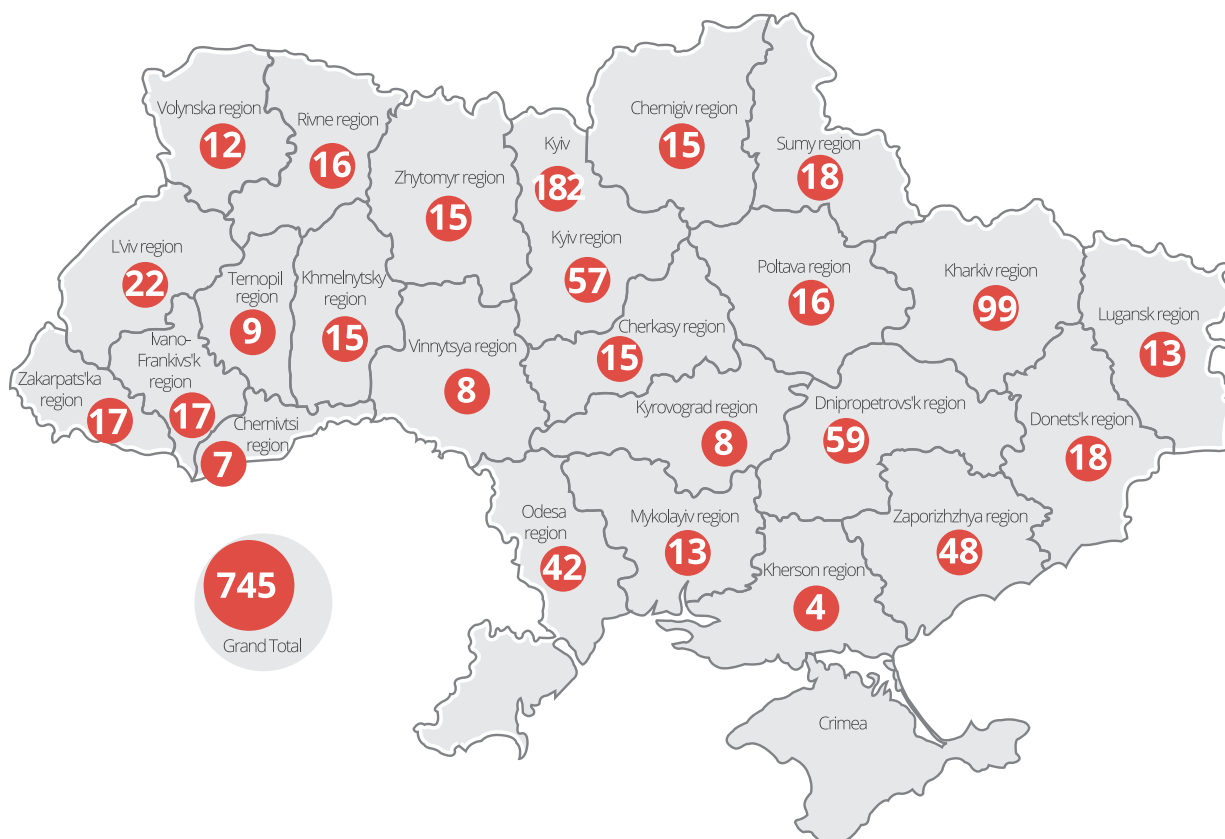 Volynska region
12
Rivne region
16
Zhytomyr region
15
Kyiv
182
Chernigiv region
15
Sumy region
18
L'viv region
22
Ternopil
region
9
Khmelnytsky
region
15
Kyiv region
57
Poltava region
16
Kharkiv region
99
Lugansk region
13
Zakarpats'ka
region
17
Ivano-
Frankivs'k
region
17
Chernivtsi
region
7
Vinnytsya region
8
Cherkasy region
15
Kyrovograd region
8
Dnipropetrovs'k region
59
Donets'k region
18
Odesa
region
42
Mykolayiv region
13
Kherson region
4
Zaporizhzhya region
48
745
Grand Total
Crimea